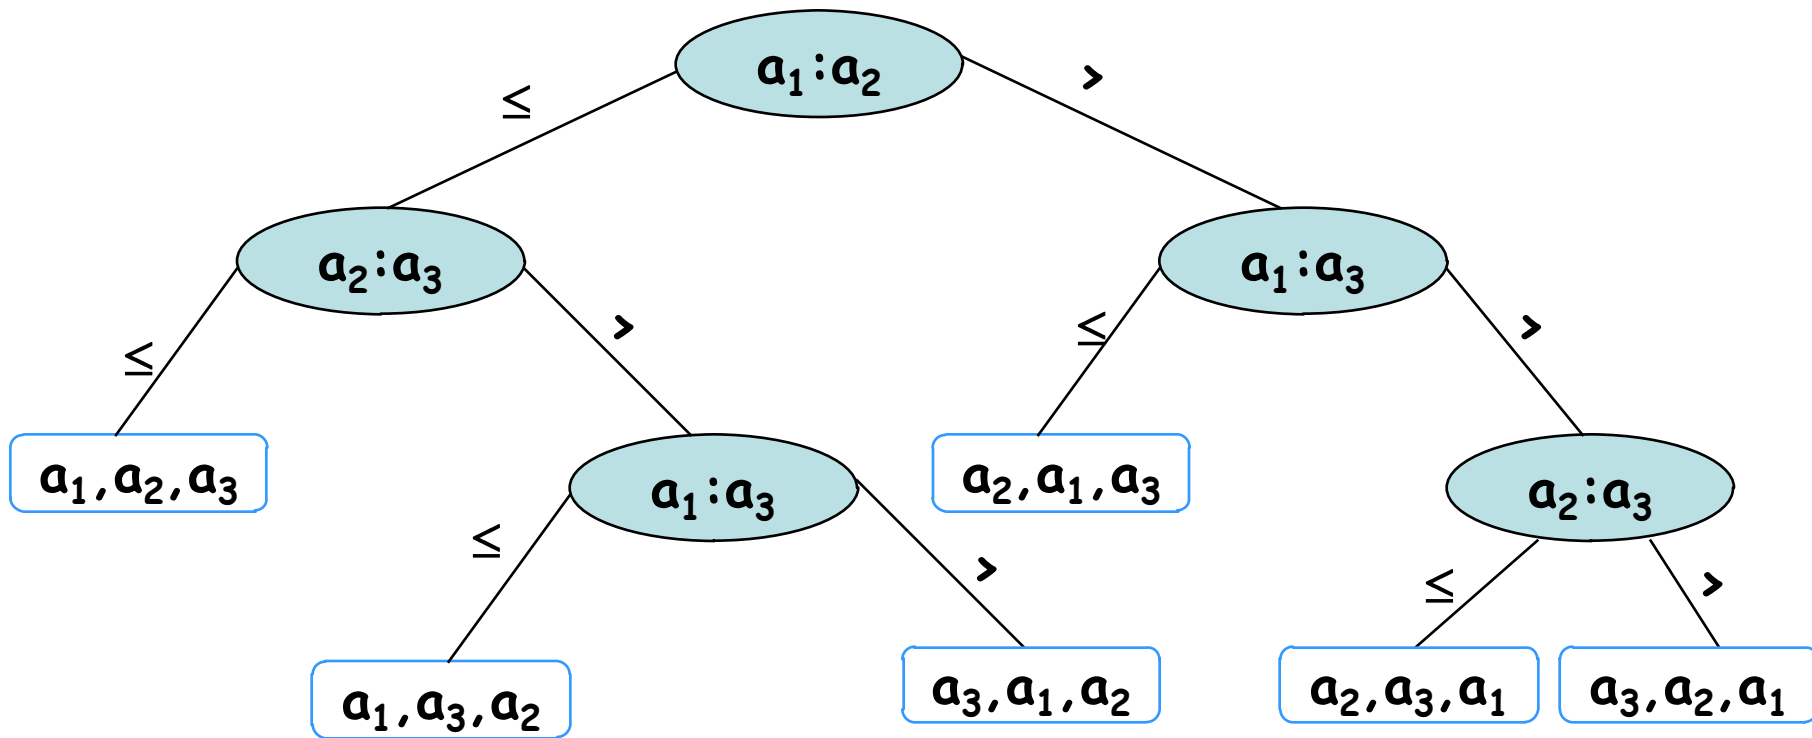 a₁:a₂
≤
>
a₂:a₃
a₁:a₃
≤
>
≤
>
a₁,a₂,a₃
a₁:a₃
a₂,a₁,a₃
a₂:a₃
≤
>
≤
>
a₁,a₃,a₂
a₃,a₁,a₂
a₂,a₃,a₁
a₃,a₂,a₁